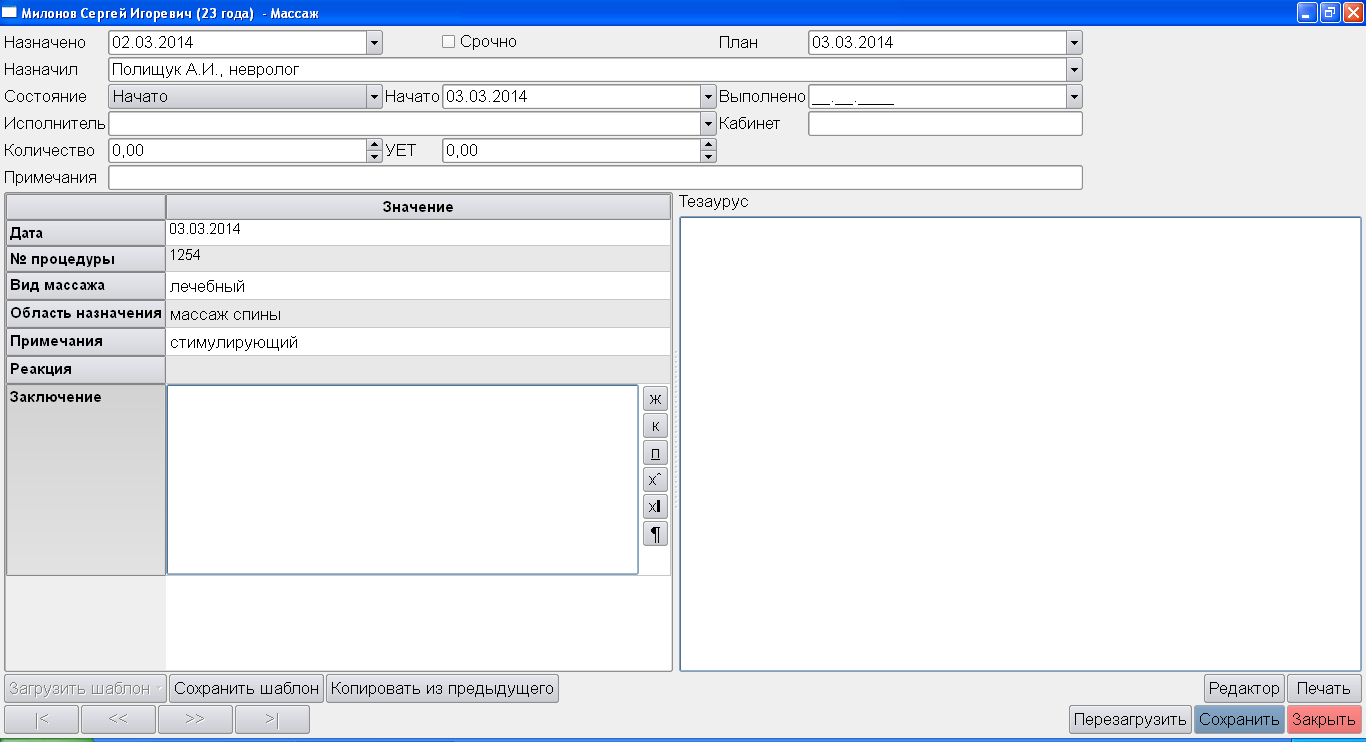 Милонов Сергей Игоревич (23 года) - Массаж
Назначено 02.03.2014 Срочно План 03.03.2014
Назначил Полищук А.И., невролог
Состояние Начато Начато 03.03.2014 Выполнено __.__.____
Исполнитель Кабинет
Количество 0,00 УЕТ 0,00
Примечания
Значение
Тезаурус
Дата 03.03.2014
№ процедуры 1254
Вид массажа лечебный
Область назначения массаж спины
Примечания стимулирующий
Реакция
Заключение
Ж
К
П
X^
X
¶
Загрузить шаблон Сохранить шаблон Копировать из предыдущего Редактор Печать
|< << >> >| Перезагрузить Сохранить Закрыть